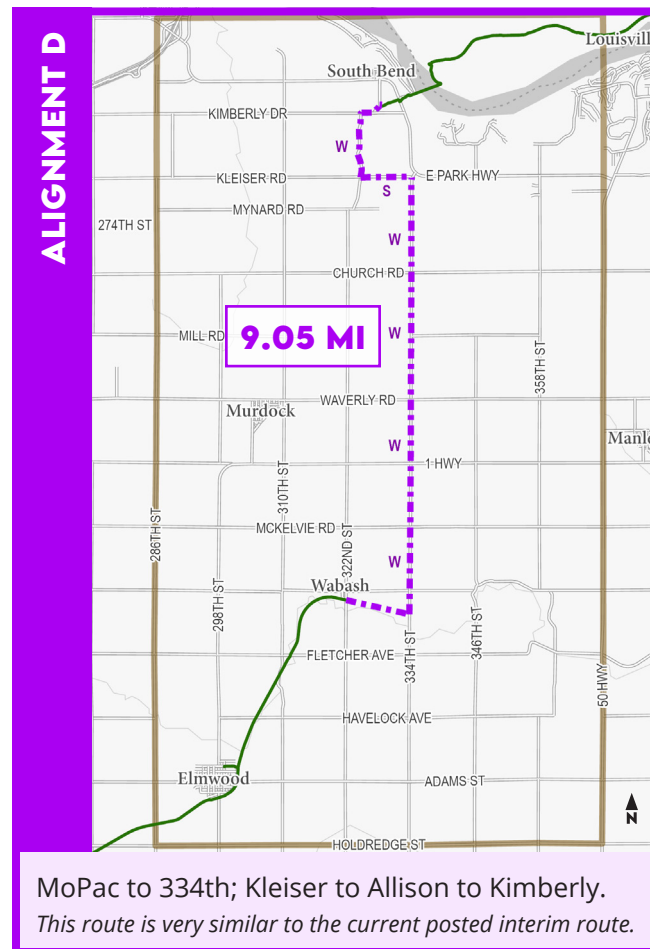 ALIGNMENT D
Louisvill
South Bend
KIMBERLY DR
W
KLEISER RD
E PARK HWY
S
MYNARD RD
274TH ST
W
CHURCH RD
MILL RD
9.05 MI
W
358TH ST
WAVERLY RD
Murdock
Manle
W
1 HWY
310TH ST
286TH ST
MCKELVIE RD
322ND ST
W
Wabash
298TH ST
346TH ST
334TH ST
FLETCHER AVE
50 HWY
HAVELOCK AVE
Elmwood
ADAMS ST
N
HOLDREDGE ST
MoPac to 334th; Kleiser to Allison to Kimberly.
This route is very similar to the current posted interim route.